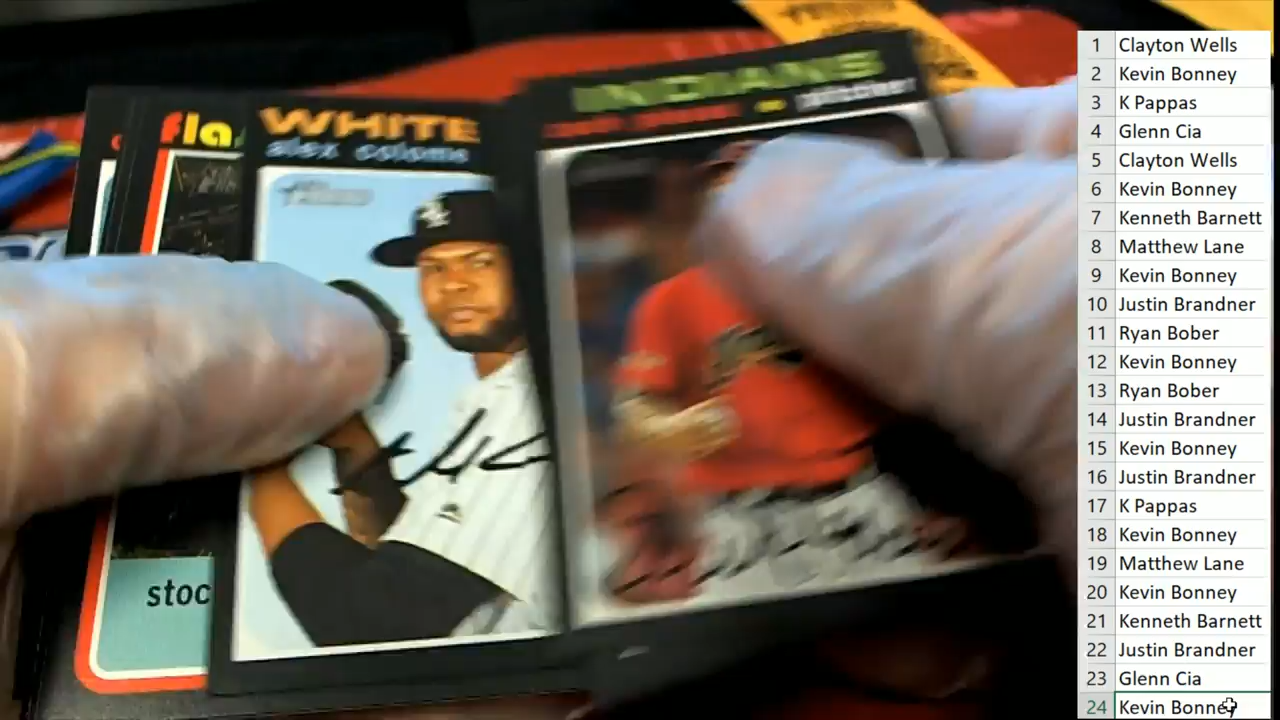 INDIANS
pitcher
WHITE
alex colome
fla
stoc
1 Clayton Wells
2 Kevin Bonney
3 K Pappas
4 Glenn Cia
5 Clayton Wells
6 Kevin Bonney
7 Kenneth Barnett
8 Matthew Lane
9 Kevin Bonney
10 Justin Brandner
11 Ryan Bober
12 Kevin Bonney
13 Ryan Bober
14 Justin Brandner
15 Kevin Bonney
16 Justin Brandner
17 K Pappas
18 Kevin Bonney
19 Matthew Lane
20 Kevin Bonney
21 Kenneth Barnett
22 Justin Brandner
23 Glenn Cia
24 Kevin Bonney